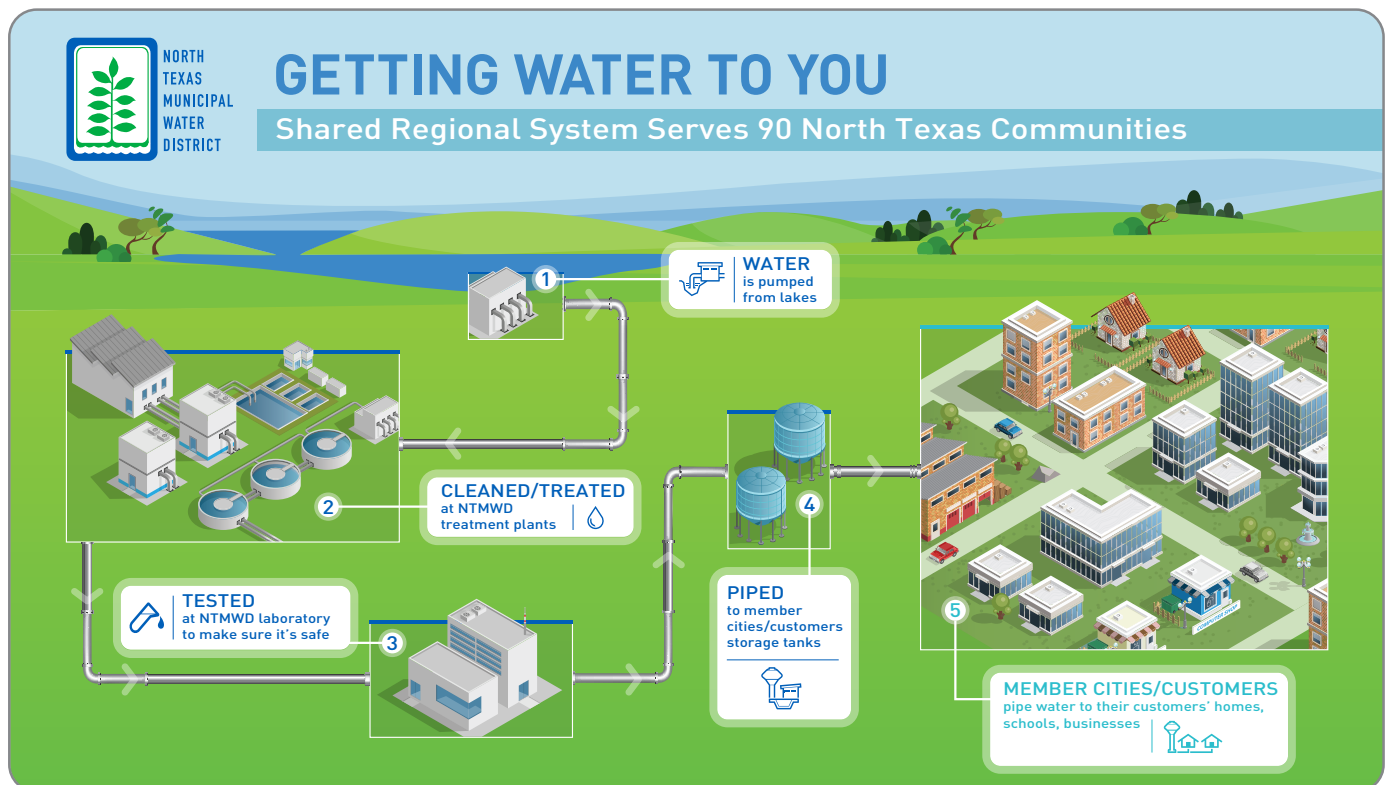 NORTH
TEXAS
MUNICIPAL
WATER
DISTRICT
GETTING WATER TO YOU
Shared Regional System Serves 90 North Texas Communities
1
WATER
is pumped
from lakes
2
CLEANED/TREATED
at NTMWD
treatment plants
TESTED
at NTMWD laboratory
to make sure it's safe
3
4
PIPED
to member
cities/customers
storage tanks
5
MEMBER CITIES/CUSTOMERS
pipe water to their customers' homes,
schools, businesses
COMPUTER SHOP